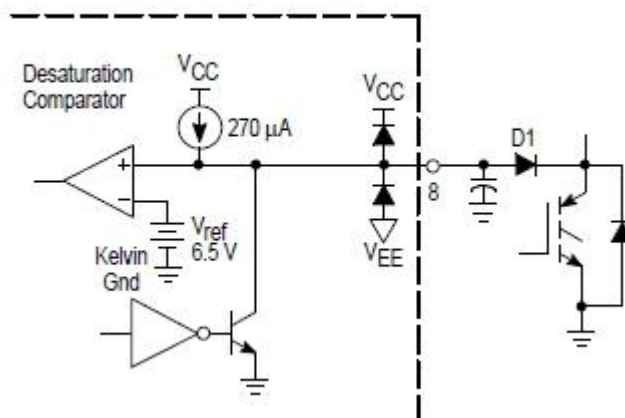 Desaturation
Comparator
VCC
270 µA
VCC
D1
+
−
8
Vref
6.5 V
Kelvin
Gnd
VEE